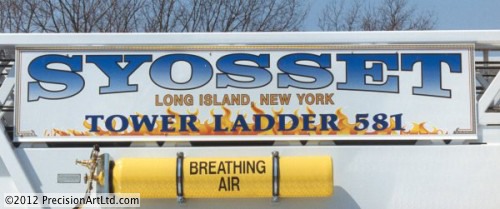 SYOSSET
LONG ISLAND, NEW YORK
TOWER LADDER 581
BREATHING
AIR
©2012 PrecisionArtLtd.com